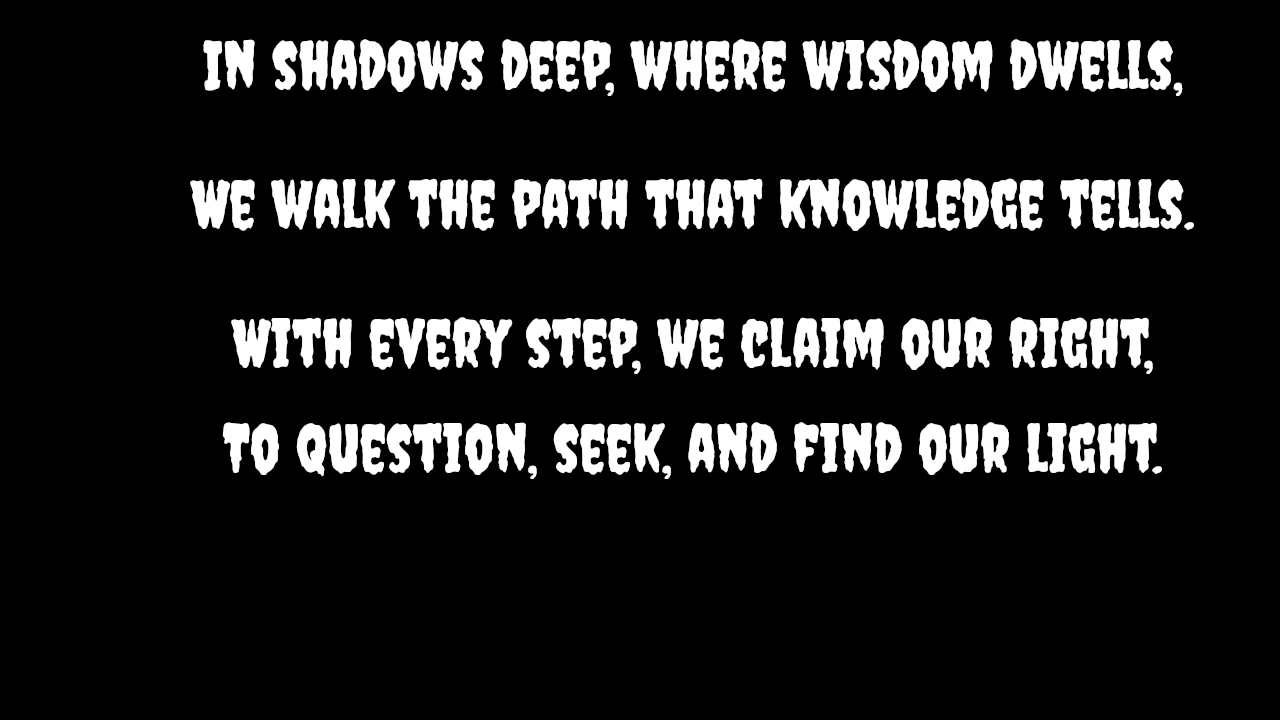 IN SHADOWS DEEP, WHERE WISDOM DWELLS,
WE WALK THE PATH THAT KNOWLEDGE TELLS.
WITH EVERY STEP, WE CLAIM OUR RIGHT,
TO QUESTION, SEEK, AND FIND OUR LIGHT.